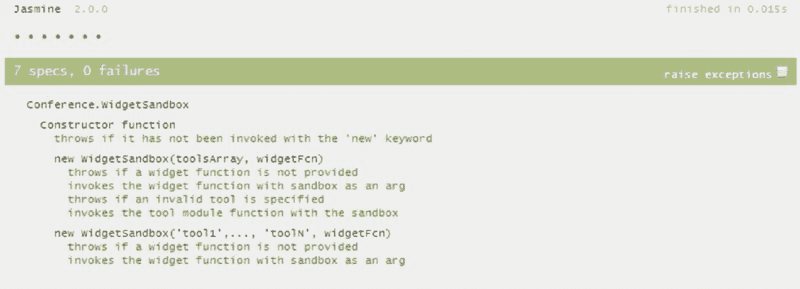 Jasmine 2.0.0
finished in 0.015s
7 specs, 0 failures
raise exceptions
Conference.WidgetSandbox
Constructor function
throws if it has not been invoked with the 'new' keyword
new WidgetSandbox(toolsArray, widgetFcn)
throws if a widget function is not provided
invokes the widget function with sandbox as an arg
throws if an invalid tool is specified
invokes the tool module function with the sandbox
new WidgetSandbox('tool1',..., 'toolN', widgetFcn)
throws if a widget function is not provided
invokes the widget function with sandbox as an arg